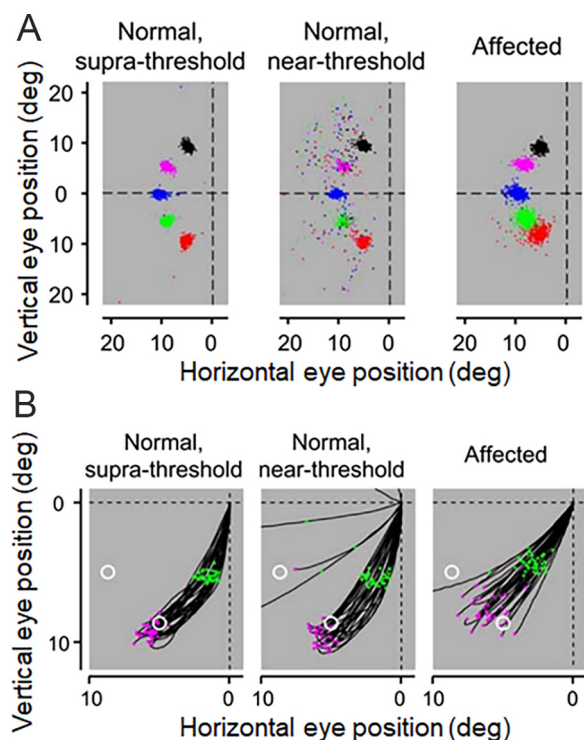 A
Normal, supra-threshold
Normal, near-threshold
Affected
Vertical eye position (deg)
20
10
0
10
20
20 10 0
20 10 0
20 10 0
Horizontal eye position (deg)
B
Normal, supra-threshold
Normal, near-threshold
Affected
Vertical eye position (deg)
0
10
10 0
10 0
10 0
Horizontal eye position (deg)